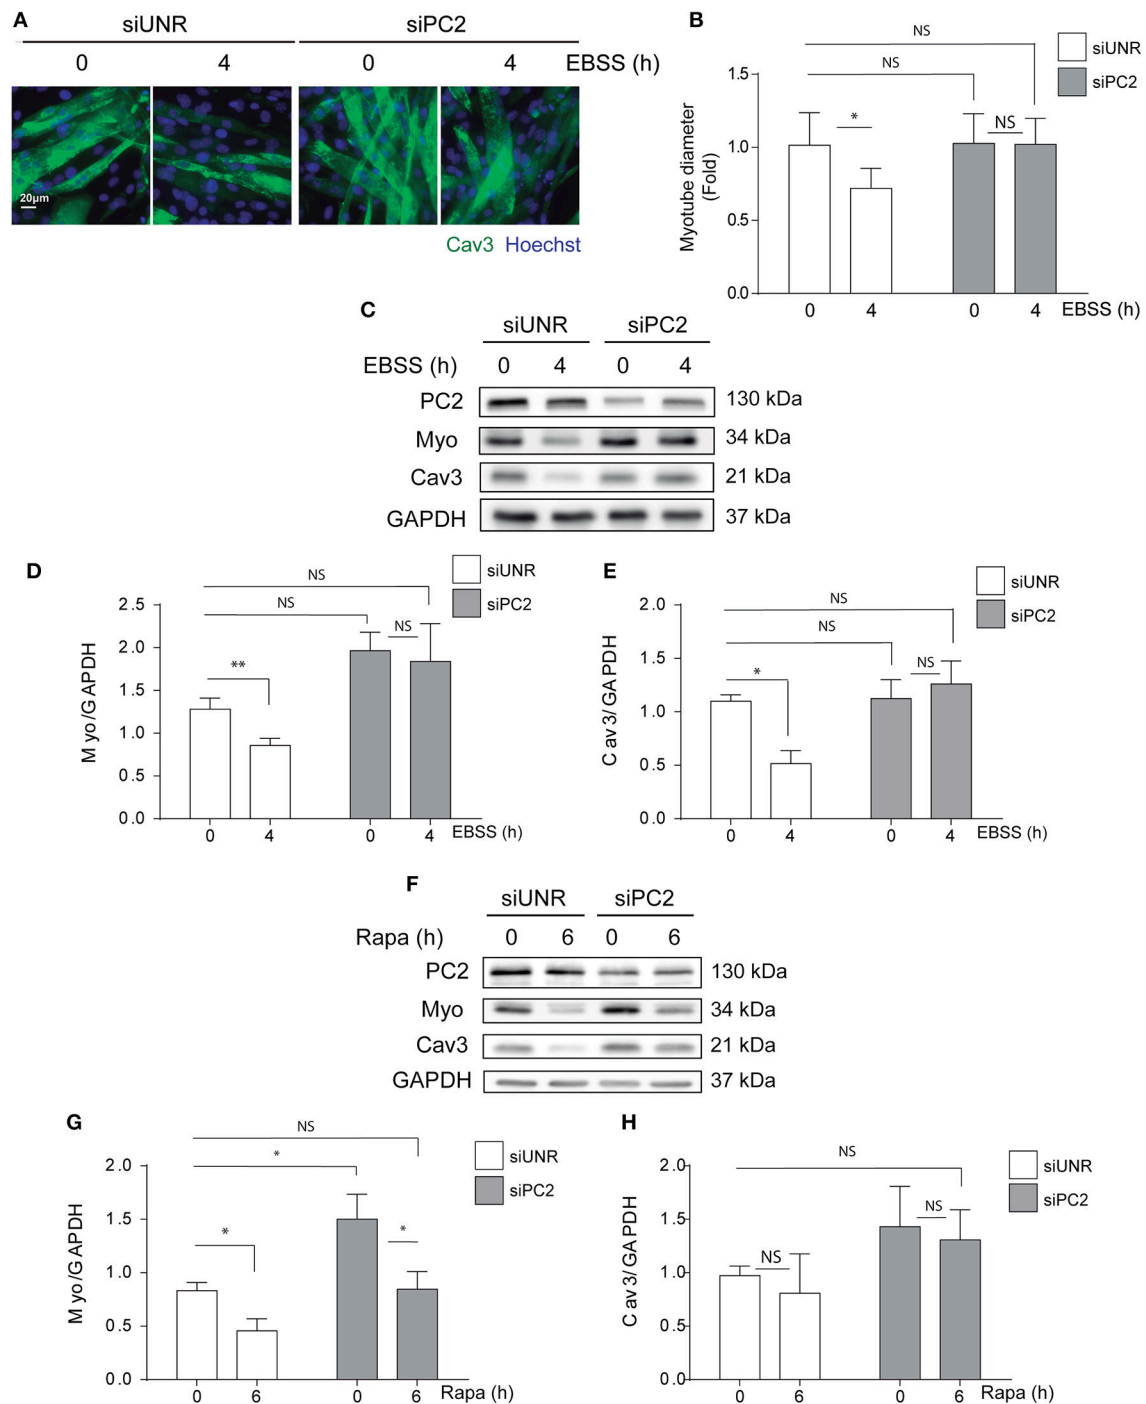 A
siUNR siPC2
0 4 0 4 EBSS (h)
20μm
Cav3 Hoechst
B
siUNR
siPC2
NS
NS
* NS
Myotube diameter
(Fold)
1.5
1.0
0.5
0.0
0 4 0 4 EBSS (h)
C
siUNR siPC2
EBSS (h) 0 4 0 4
PC2 130 kDa
Myo 34 kDa
Cav3 21 kDa
GAPDH 37 kDa
D
siUNR
siPC2
NS
NS
** NS
Myo/GAPDH
2.5
2.0
1.5
1.0
0.5
0.0
0 4 0 4 EBSS (h)
E
siUNR
siPC2
NS
NS
* NS
Cav3/GAPDH
2.0
1.5
1.0
0.5
0.0
0 4 0 4 EBSS (h)
F
siUNR siPC2
Rapa (h) 0 6 0 6
PC2 130 kDa
Myo 34 kDa
Cav3 21 kDa
GAPDH 37 kDa
G
siUNR
siPC2
NS
*
* *
Myo/GAPDH
2.0
1.5
1.0
0.5
0.0
0 6 0 6 Rapa (h)
H
siUNR
siPC2
NS
NS NS
Cav3/GAPDH
2.0
1.5
1.0
0.5
0.0
0 6 0 6 Rapa (h)